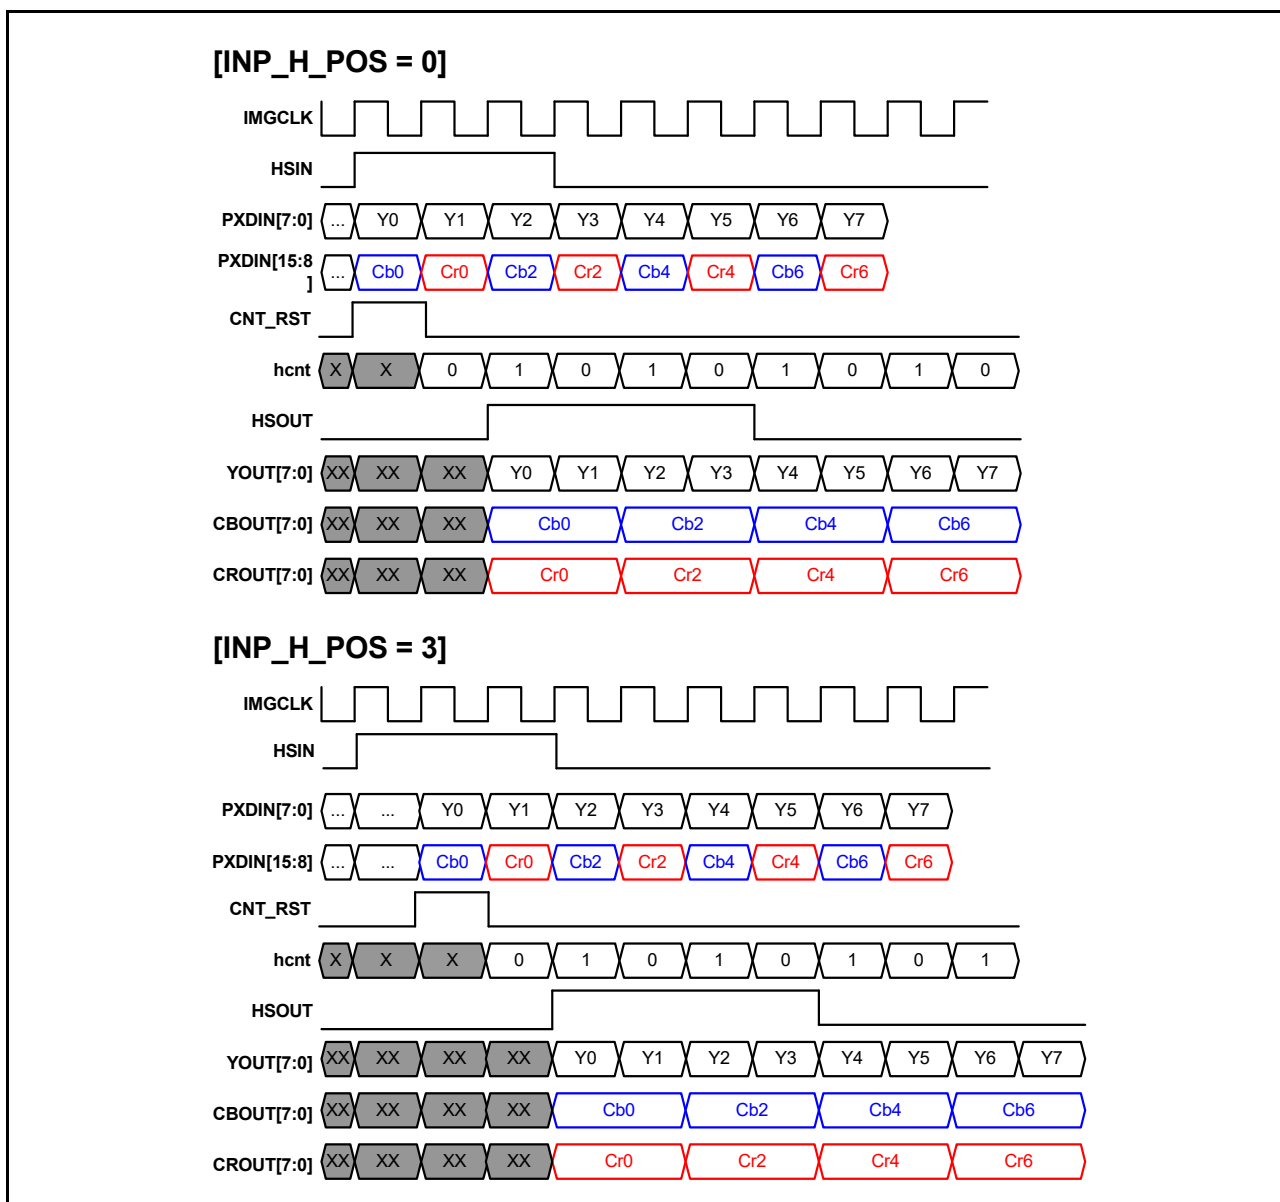 [INP_H_POS = 0]
IMGCLK
HSIN
PXDIN[7:0] ... Y0 Y1 Y2 Y3 Y4 Y5 Y6 Y7
PXDIN[15:8
] ... Cb0 Cr0 Cb2 Cr2 Cb4 Cr4 Cb6 Cr6
CNT_RST
hcnt X X 0 1 0 1 0 1 0 1 0
HSOUT
YOUT[7:0] XX XX XX Y0 Y1 Y2 Y3 Y4 Y5 Y6 Y7
CBOUT[7:0] XX XX XX Cb0 Cb2 Cb4 Cb6
CROUT[7:0] XX XX XX Cr0 Cr2 Cr4 Cr6
[INP_H_POS = 3]
IMGCLK
HSIN
PXDIN[7:0] ... ... Y0 Y1 Y2 Y3 Y4 Y5 Y6 Y7
PXDIN[15:8] ... ... Cb0 Cr0 Cb2 Cr2 Cb4 Cr4 Cb6 Cr6
CNT_RST
hcnt X X X 0 1 0 1 0 1 0 1
HSOUT
YOUT[7:0] XX XX XX XX Y0 Y1 Y2 Y3 Y4 Y5 Y6 Y7
CBOUT[7:0] XX XX XX XX Cb0 Cb2 Cb4 Cb6
CROUT[7:0] XX XX XX XX Cr0 Cr2 Cr4 Cr6